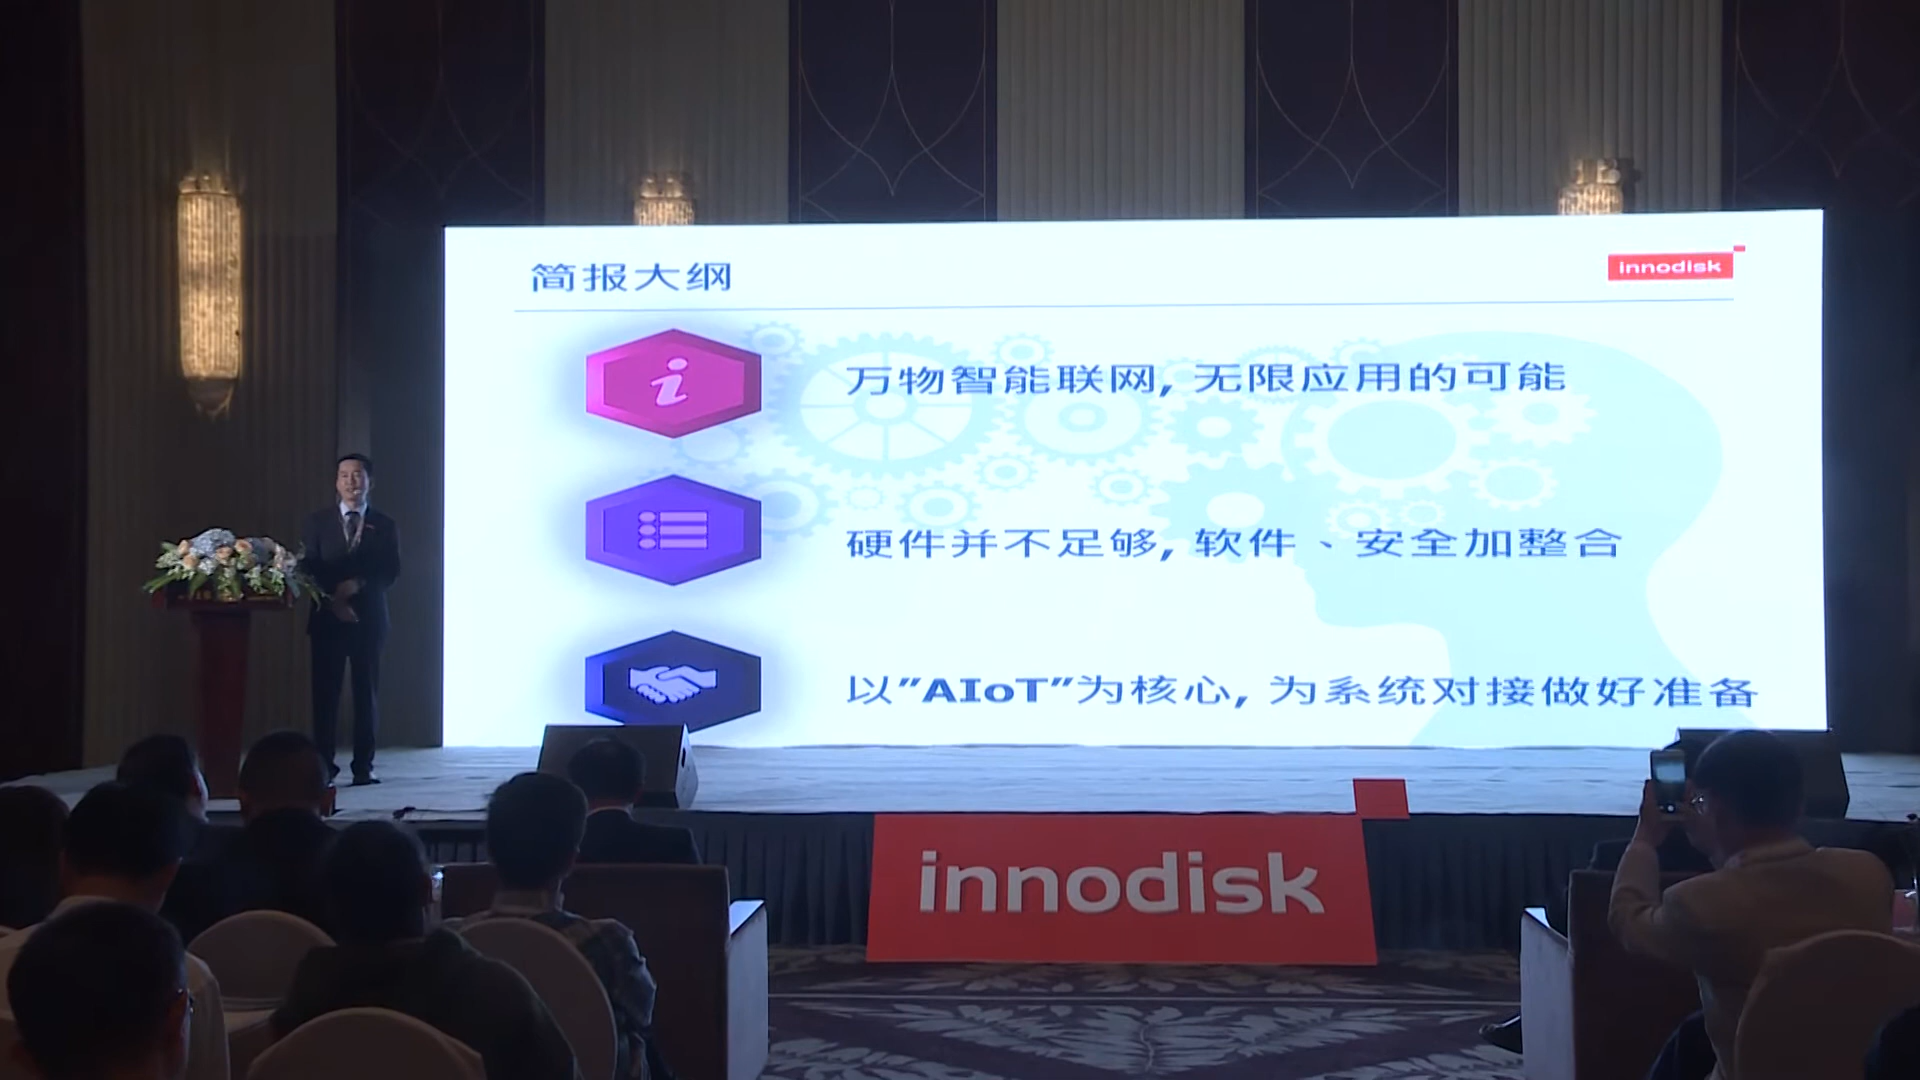 简报大纲
innodisk
万物智能联网, 无限应用的可能
硬件并不足够, 软件、安全加整合
以"AIoT"为核心, 为系统对接做好准备
innodisk